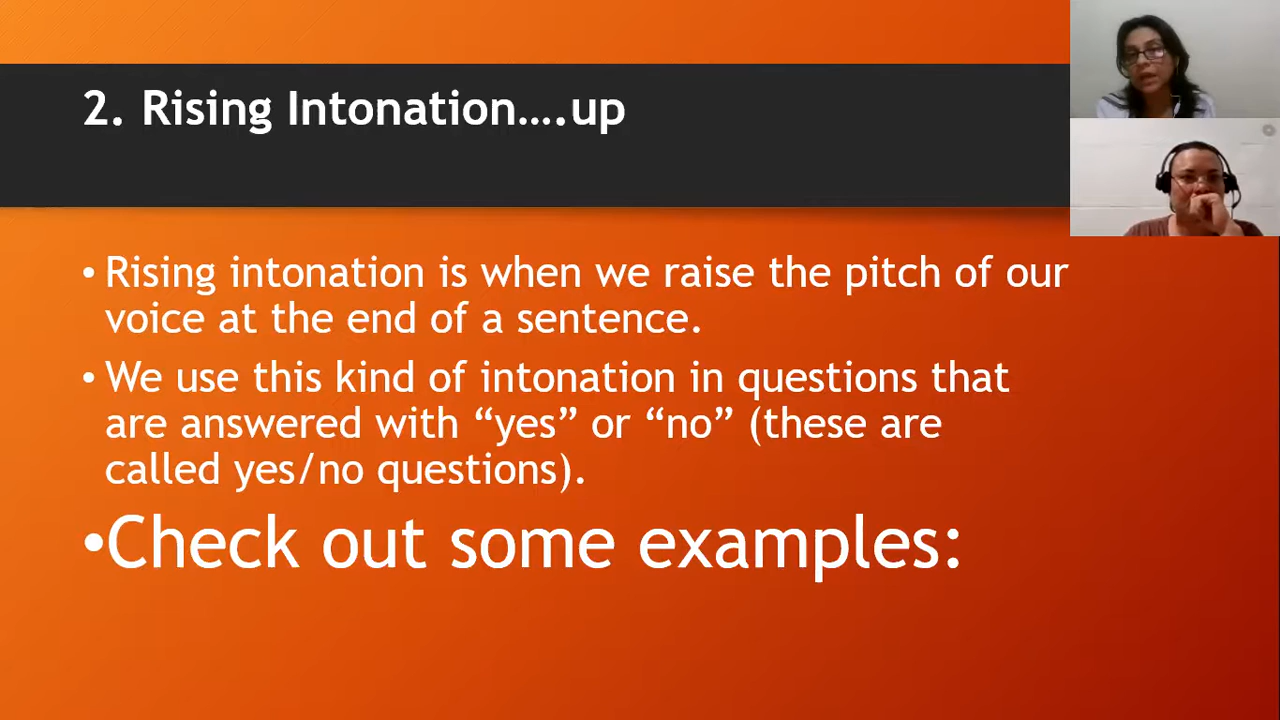 2. Rising Intonation....up
• Rising intonation is when we raise the pitch of our
voice at the end of a sentence.
• We use this kind of intonation in questions that
are answered with “yes” or “no” (these are
called yes/no questions).
•Check out some examples: